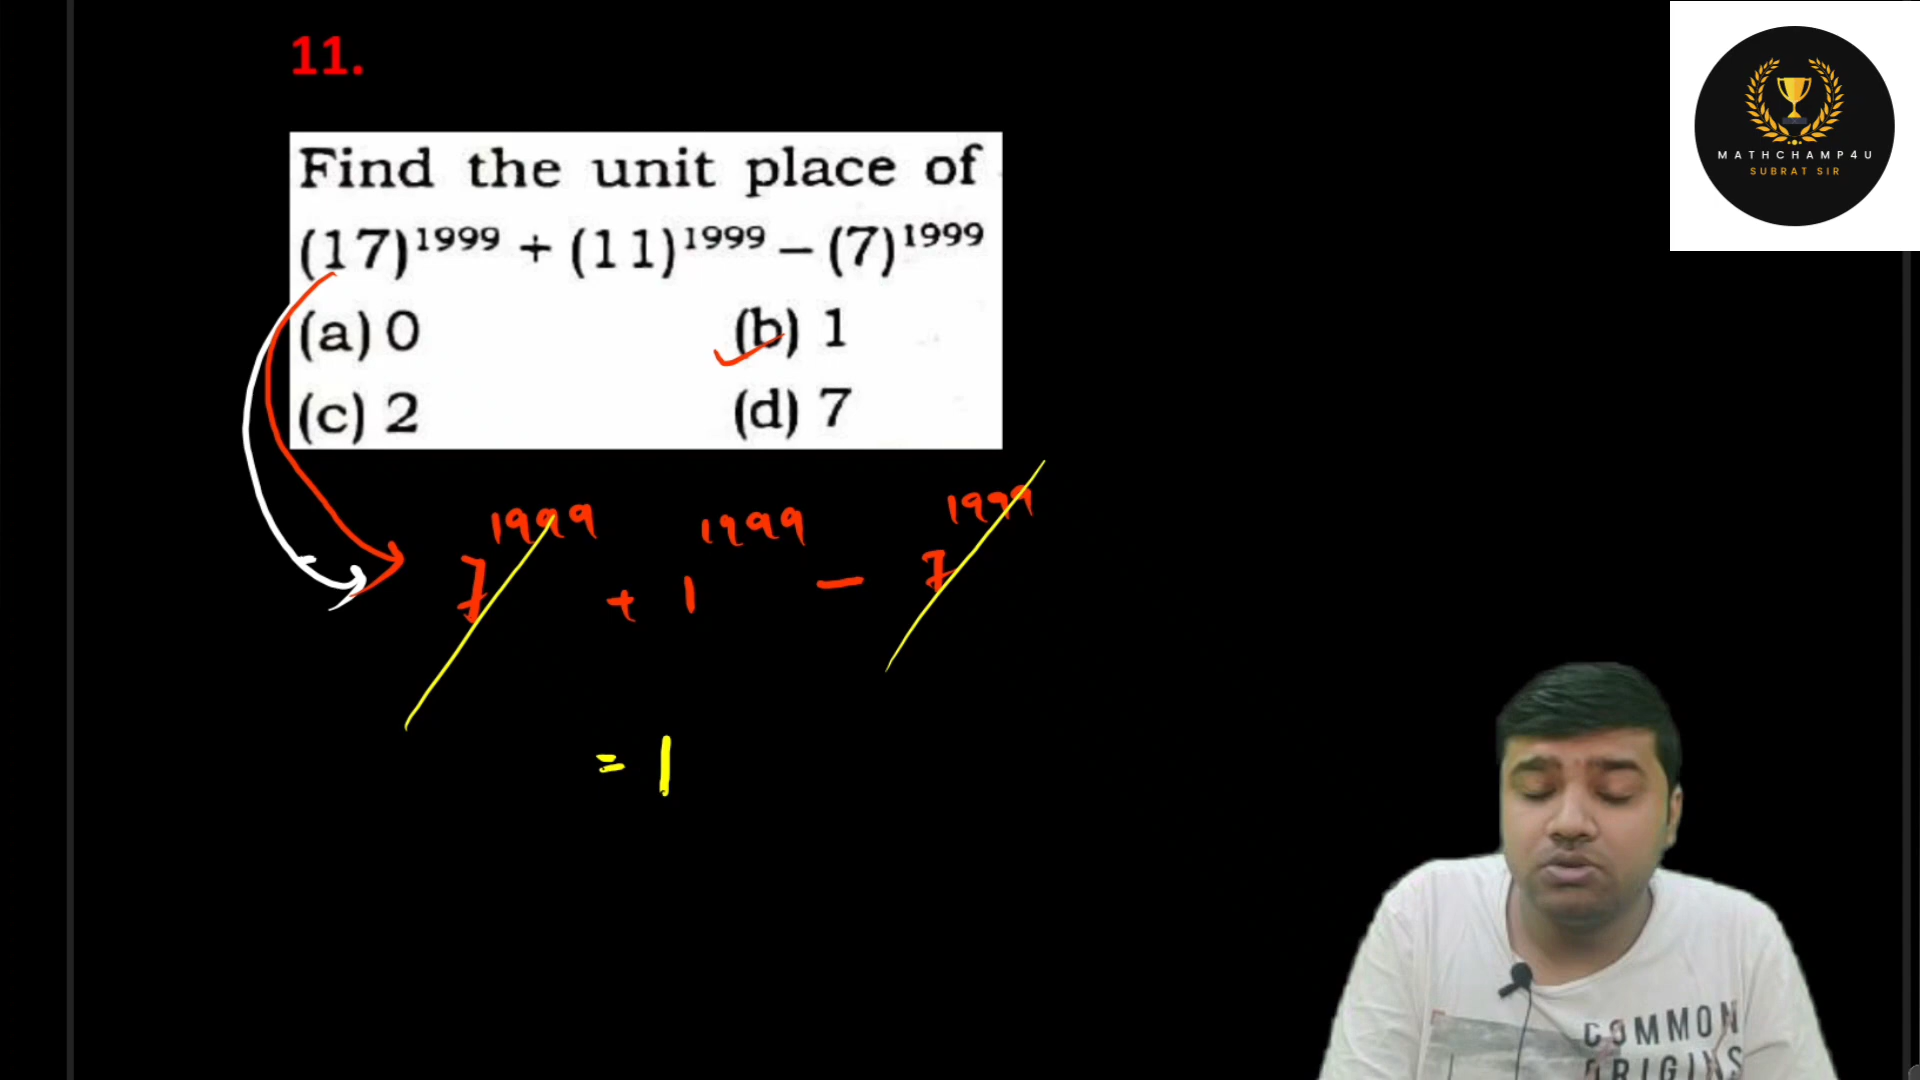 11.
MATHCHAMP4U
SUBRAT SIR
Find the unit place of
(17)^1999 + (11)^1999 – (7)^1999
(a) 0 (b) 1
(c) 2 (d) 7
7^1999 + 1^1999 – 7^1999
= 1
COMMON
ORIGINS